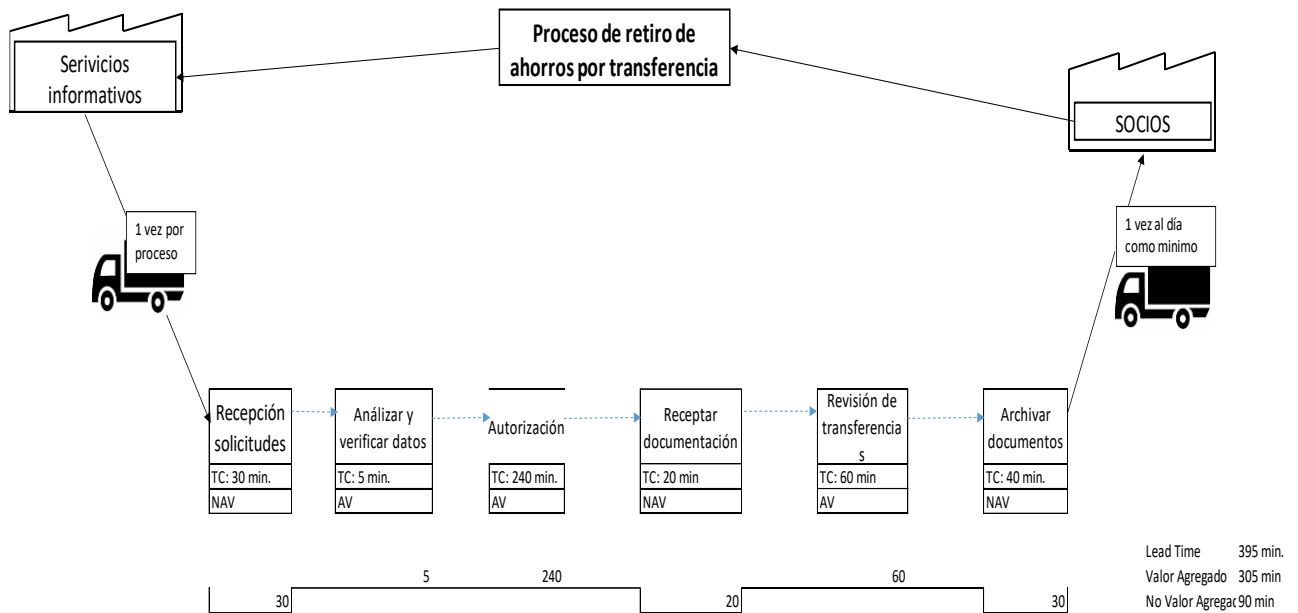 Proceso de retiro de
ahorros por transferencia
Serivicios
informativos
SOCIOS
1 vez por
proceso
1 vez al día
como minimo
Recepción
solicitudes
TC: 30 min.
NAV
Análizar y
verificar datos
TC: 5 min.
AV
Autorización
TC: 240 min.
AV
Receptar
documentación
TC: 20 min
NAV
Revisión de
transferencia
s
TC: 60 min
AV
Archivar
documentos
TC: 40 min.
NAV
30
5
240
20
60
30
Lead Time 395 min.
Valor Agregado 305 min
No Valor Agregac 90 min